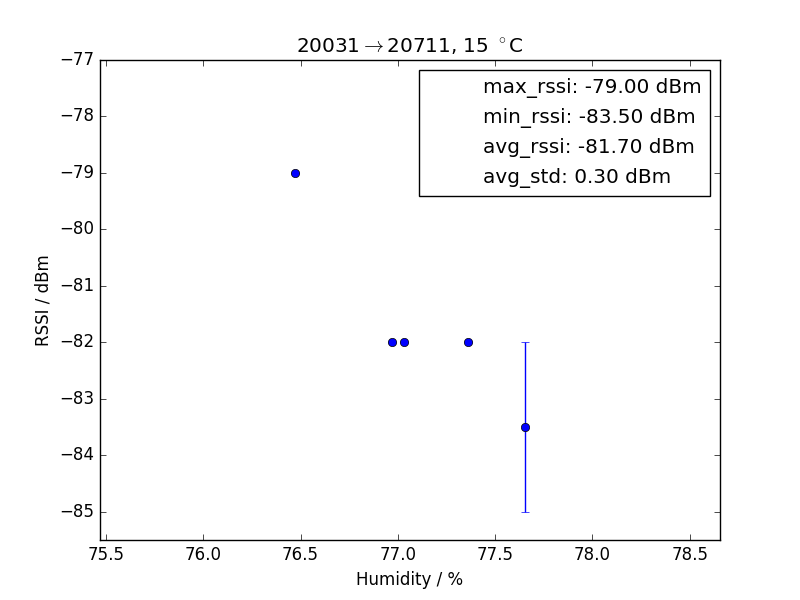 20031→20711, 15 °C
−77
−78
−79
−80
−81
−82
−83
−84
−85
RSSI / dBm
max_rssi: -79.00 dBm
min_rssi: -83.50 dBm
avg_rssi: -81.70 dBm
avg_std: 0.30 dBm
75.5 76.0 76.5 77.0 77.5 78.0 78.5
Humidity / %